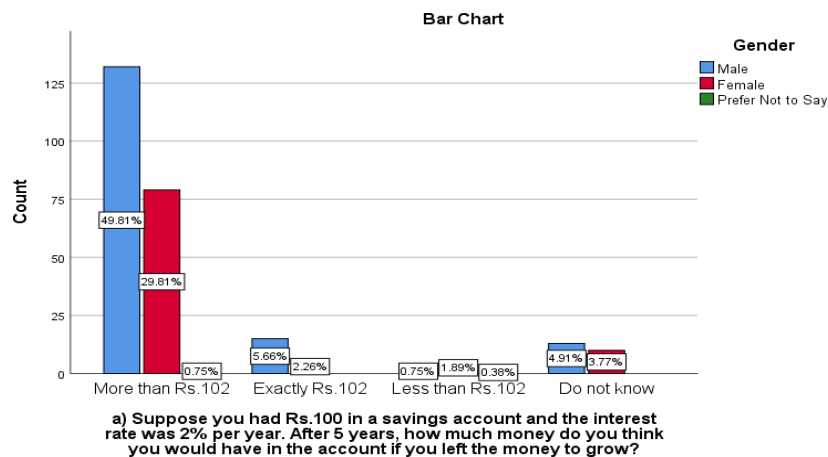 Bar Chart
Gender
Male
Female
Prefer Not to Say
Count
125
100
75
50
25
0
49.81%
29.81%
0.75%
5.66%
2.26%
0.75%
1.89%
0.38%
4.91%
3.77%
More than Rs.102
Exactly Rs.102
Less than Rs.102
Do not know
a) Suppose you had Rs.100 in a savings account and the interest
rate was 2% per year. After 5 years, how much money do you think
you would have in the account if you left the money to grow?